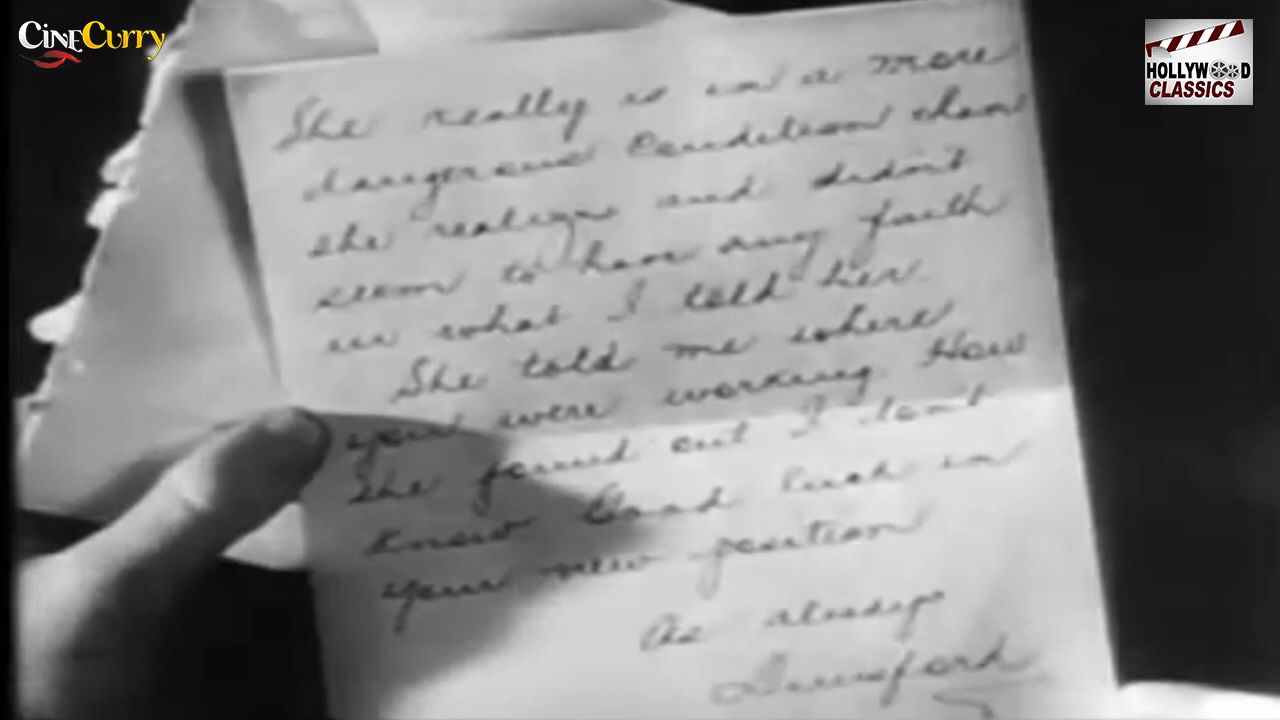 CINECURRY
HOLLYWOOD
CLASSICS
She really is in a more
dangerous condition than
she realizes and didn't
seem to have any faith
in what I told her.
She told me where
you were working. How
she found out I don't
know. Good luck in
your new position
As always